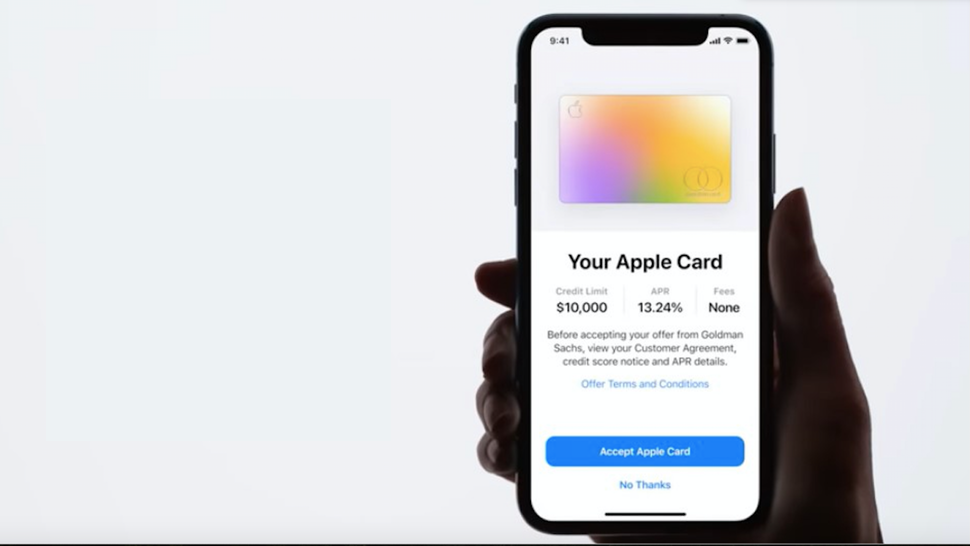 9:41
Your Apple Card
Credit Limit APR Fees
$10,000 13.24% None
Before accepting your offer from Goldman
Sachs, view your Customer Agreement,
credit score notice and APR details.
Offer Terms and Conditions
Accept Apple Card
No Thanks